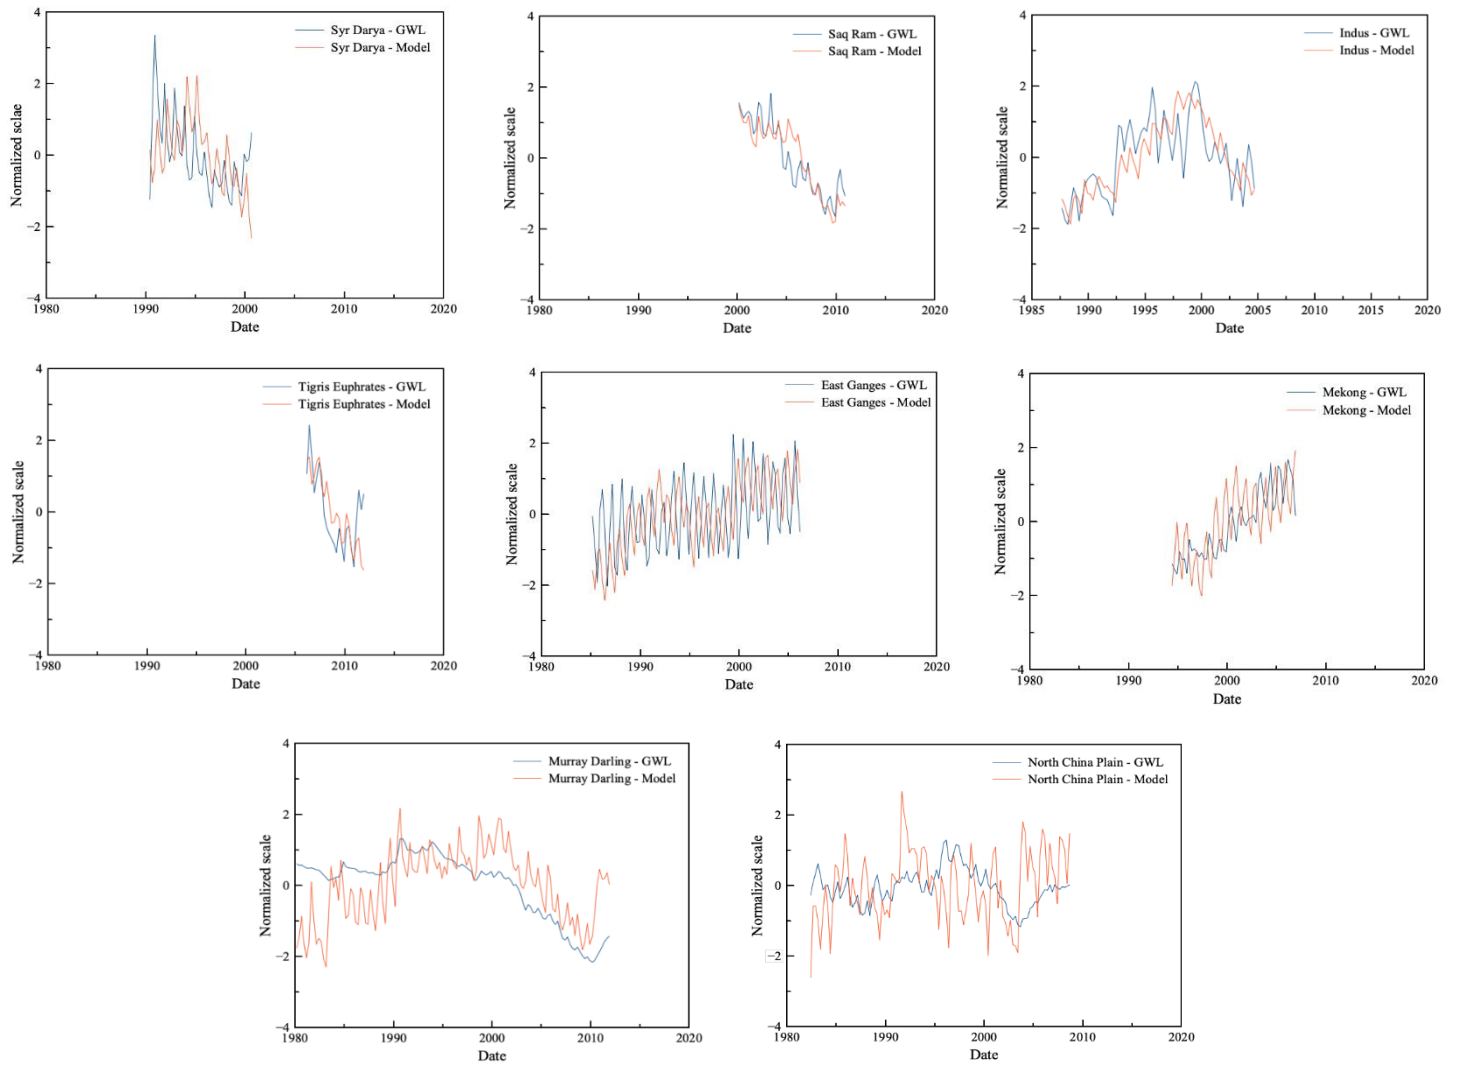 4
2
0
−2
−4
Normalized sclae
Syr Darya - GWL
Syr Darya - Model
1980
1990
2000
2010
2020
Date
4
2
0
−2
−4
Normalized scale
Saq Ram - GWL
Saq Ram - Model
1980
1990
2000
2010
2020
Date
4
2
0
−2
−4
Normalized scale
Indus - GWL
Indus - Model
1985
1990
1995
2000
2005
2010
2015
2020
Date
4
2
0
−2
−4
Normalized scale
Tigris Euphrates - GWL
Tigris Euphrates - Model
1980
1990
2000
2010
2020
Date
4
2
0
−2
−4
Normalized scale
East Ganges - GWL
East Ganges - Model
1980
1990
2000
2010
2020
Date
4
2
0
−2
−4
Normalized scale
Mekong - GWL
Mekong - Model
1980
1990
2000
2010
2020
Date
4
2
0
−2
−4
Normalized scale
Murray Darling - GWL
Murray Darling - Model
1980
1990
2000
2010
2020
Date
4
2
0
−2
−4
Normalized scale
North China Plain - GWL
North China Plain - Model
1980
1990
2000
2010
2020
Date